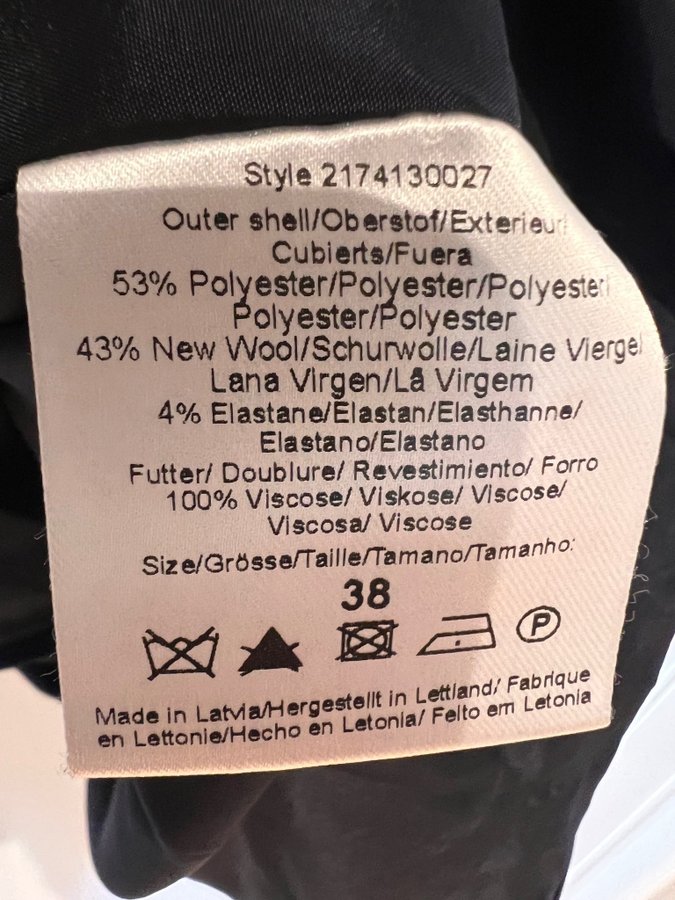 Style 2174130027
Outer shell/Oberstof/Exterieur
Cubierts/Fuera
53% Polyester/Polyester/Polyester
Polyester/Polyester
43% New Wool/Schurwolle/Laine Vierge
Lana Virgen/Lå Virgem
4% Elastane/Elastan/Elasthanne/
Elastano/Elastano
Futter/ Doublure/ Revestimiento/ Forro
100% Viscose/ Viskose/ Viscose/
Viscosa/ Viscose
Size/Grösse/Taille/Tamano/Tamanho:
38
P
Made in Latvia/Hergestellt in Lettland/ Fabrique
en Lettonie/Hecho en Letonia/ Feito em Letonia